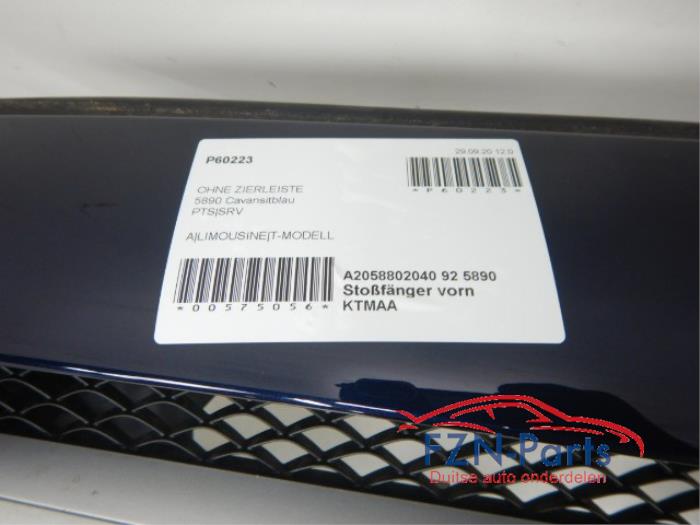 P60223
29.09.20 12.0
*P60223*
OHNE ZIERLEISTE
5890 Cavansitblau
PTS|SRV
A|LIMOUSINE|T-MODELL
*00575056*
A2058802040 92 5890
Stoßfänger vorn
KTMAA
FZN-Parts
Duitse auto onderdelen